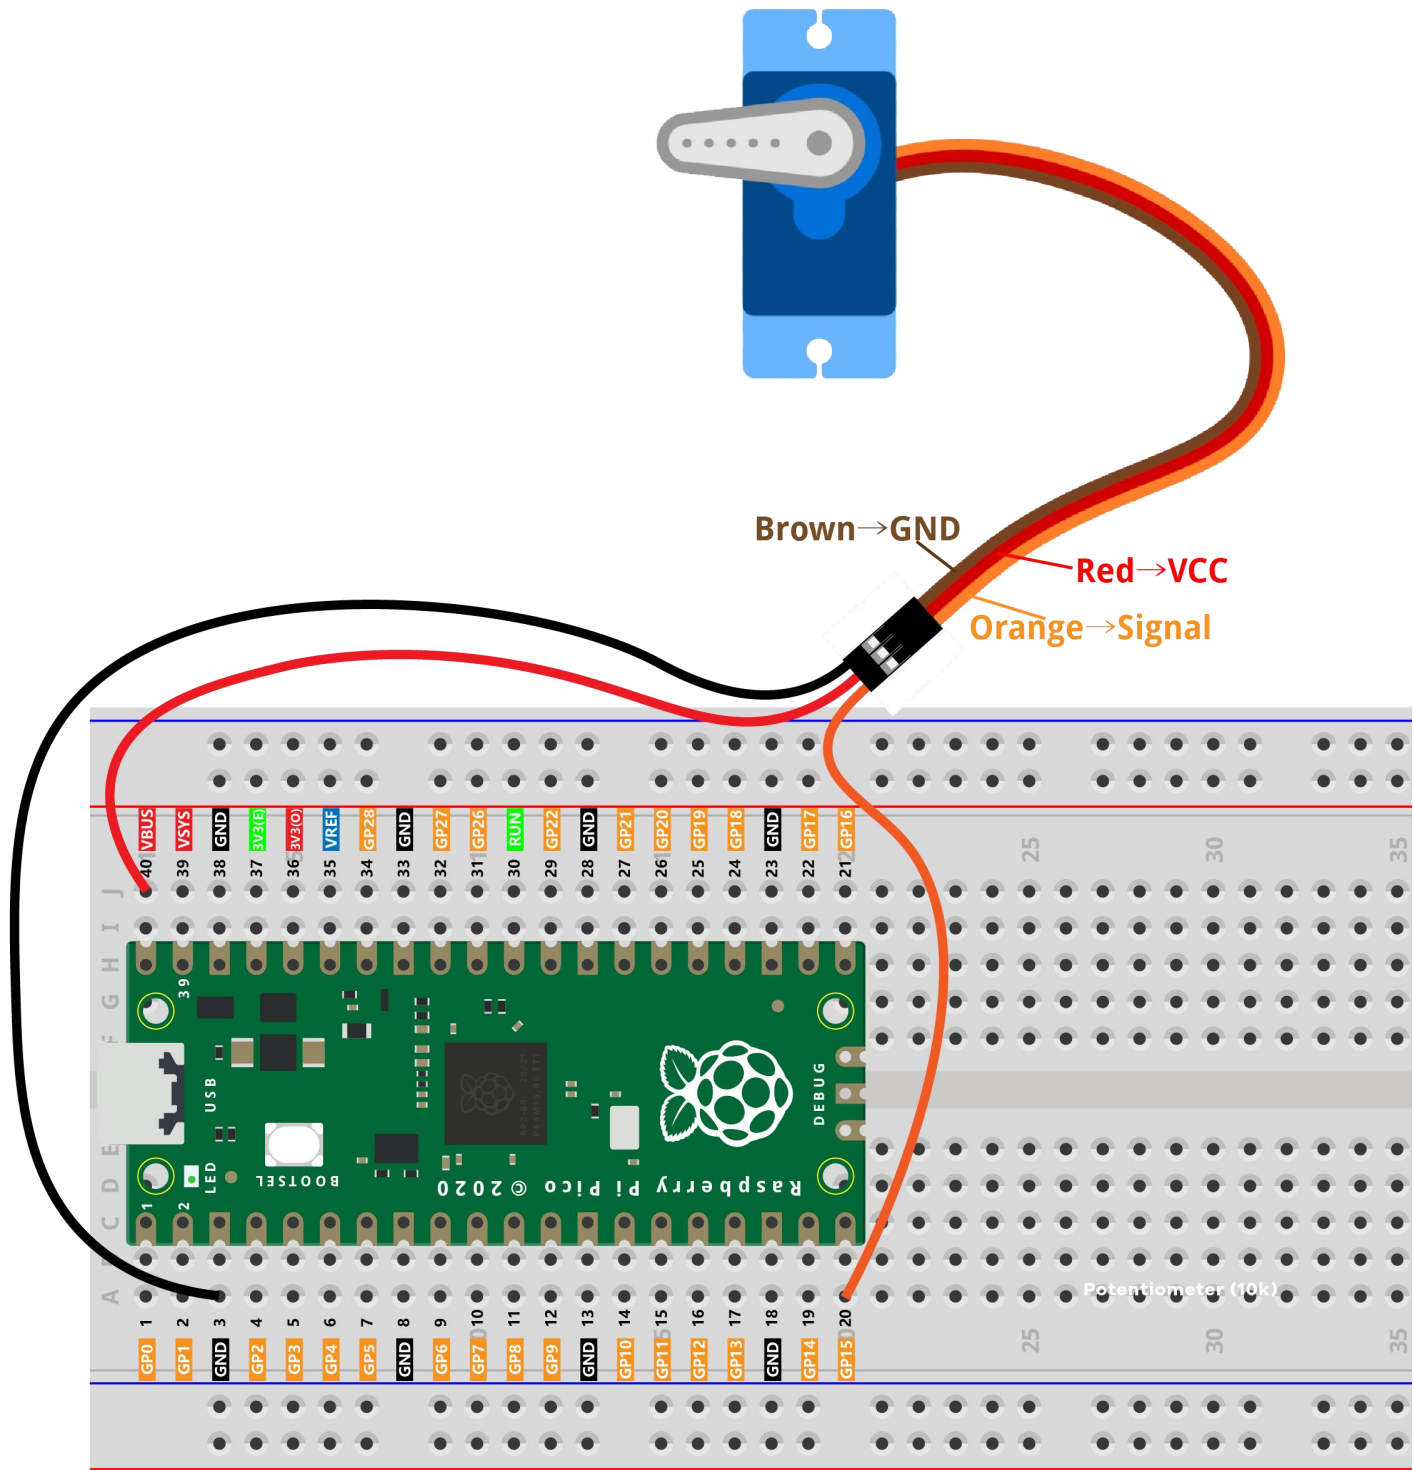 Brown→GND
Red→VCC
Orange→Signal
VBUS VSYS GND 3V3(E) 3V3(O) VREF GP28 GND GP27 GP26 RUN GP22 GND GP21 GP20 GP19 GP18 GND GP17 GP16
40 39 38 37 36 35 34 33 32 31 30 29 28 27 26 25 24 23 22 21
25 30 35
J
I
H
G
F
39
USB
DEBUG
LED
BOOTSEL
Raspberry Pi Pico © 2020
1 2
E
D
C
A
Potentiometer (10k)
1 2 3 4 5 6 7 8 9 10 11 12 13 14 15 16 17 18 19 20
25 30 35
GP0 GP1 GND GP2 GP3 GP4 GP5 GND GP6 GP7 GP8 GP9 GND GP10 GP11 GP12 GP13 GND GP14 GP15